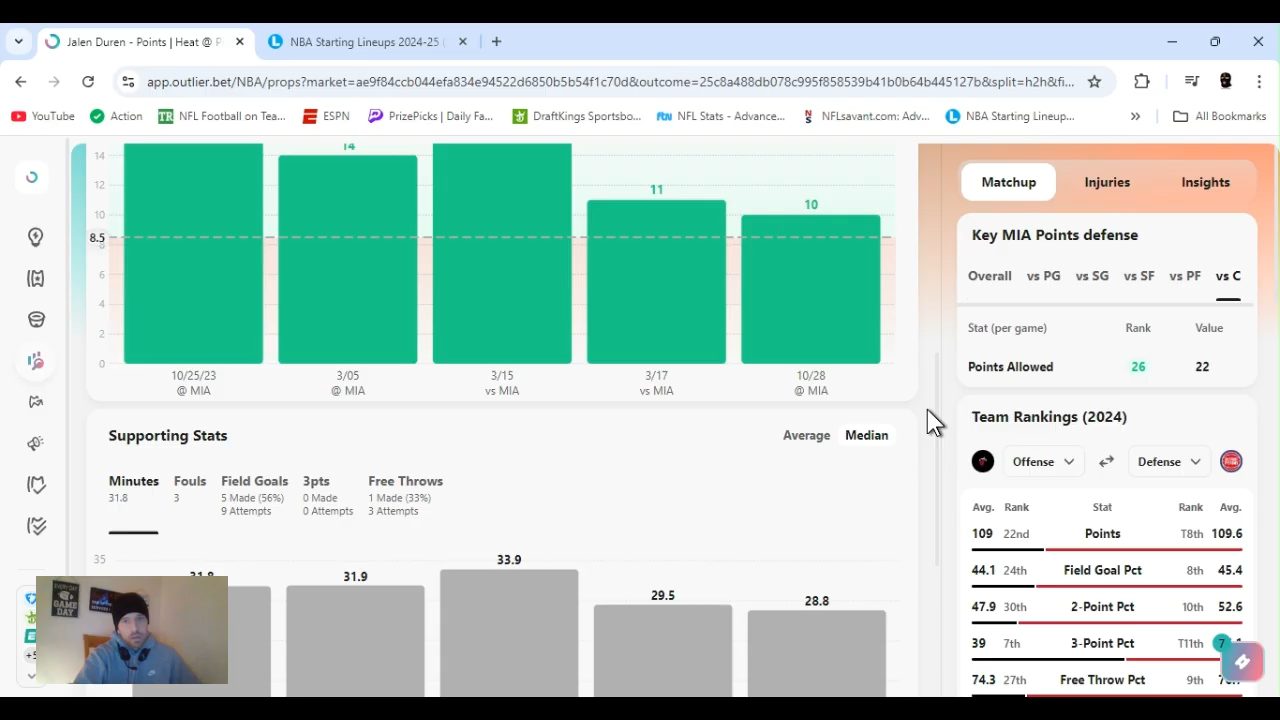 Jalen Duren - Points | Heat @ P
NBA Starting Lineups 2024-25
app.outlier.bet/NBA/props?market=ae9f84ccb044efa834e94522d6850b5b54f1c70d&outcome=25c8a488db078c995f858539b41b0b64b445127b&split=h2h&fi...
YouTube
Action
TR
NFL Football on Tea...
ESPN
PrizePicks | Daily Fa...
DraftKings Sportsbo...
ftn
NFL Stats - Advance...
NFLsavant.com: Adv...
NBA Starting Lineup...
All Bookmarks
14
14
12
10
8.5
6
4
2
0
11
10
10/25/23
@ MIA
3/05
@ MIA
3/15
vs MIA
3/17
vs MIA
10/28
@ MIA
Supporting Stats
Average
Median
Minutes
31.8
Fouls
3
Field Goals
5 Made (56%)
9 Attempts
3pts
0 Made
0 Attempts
Free Throws
1 Made (33%)
3 Attempts
35
31.8
31.9
33.9
29.5
28.8
GAME
DAY
Matchup
Injuries
Insights
Key MIA Points defense
Overall vs PG vs SG vs SF vs PF vs C
Stat (per game) Rank Value
Points Allowed 26 22
Team Rankings (2024)
Offense
Defense
Avg. Rank Stat Rank Avg.
109 22nd Points T8th 109.6
44.1 24th Field Goal Pct 8th 45.4
47.9 30th 2-Point Pct 10th 52.6
39 7th 3-Point Pct T11th
74.3 27th Free Throw Pct 9th